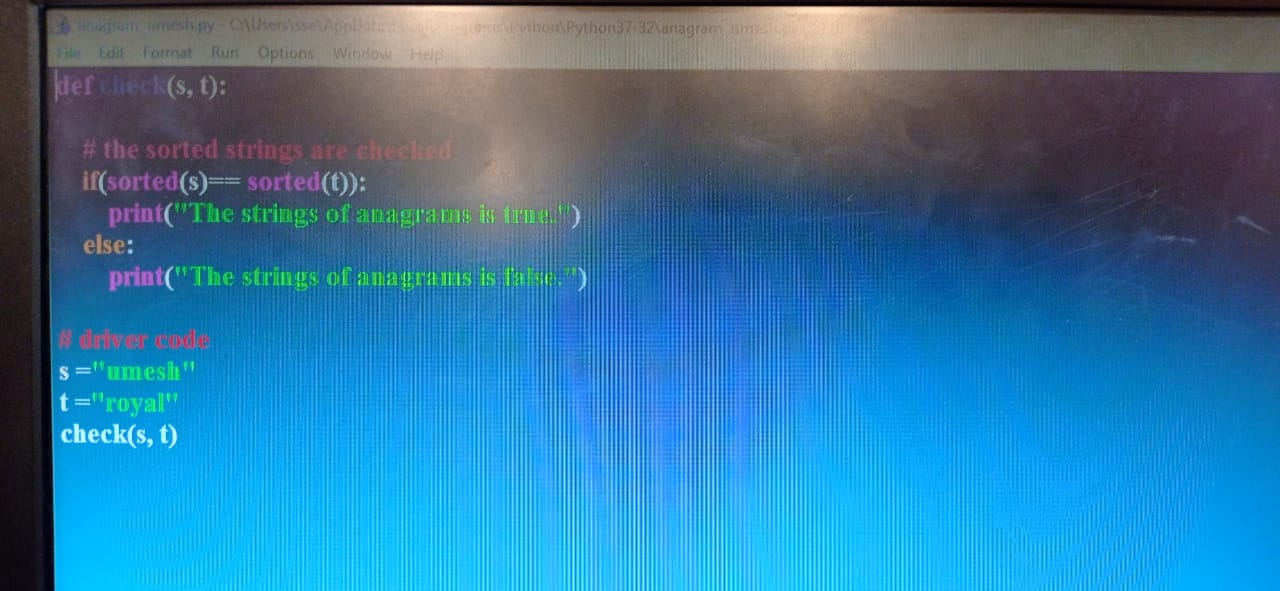 anagram umesh.py - C:\Users\sse\AppData\ \Python\Python37-32\anagram umesh.py
File Edit Format Run Options Window Help
def check(s, t):
# the sorted strings are checked
if(sorted(s)== sorted(t)):
print("The strings of anagrams is true.")
else:
print("The strings of anagrams is false.")
# driver code
s ="umesh"
t ="royal"
check(s, t)